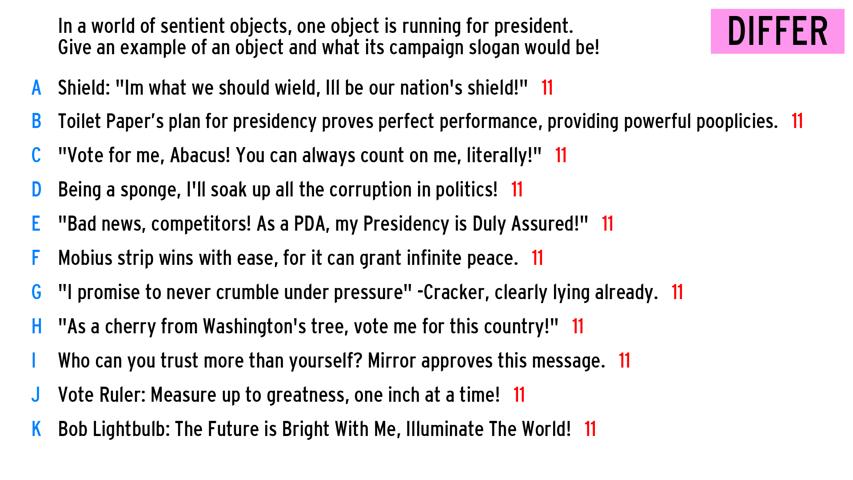 In a world of sentient objects, one object is running for president.
Give an example of an object and what its campaign slogan would be!
DIFFER
A Shield: "Im what we should wield, Ill be our nation's shield!" 11
B Toilet Paper’s plan for presidency proves perfect performance, providing powerful pooplicies. 11
C "Vote for me, Abacus! You can always count on me, literally!" 11
D Being a sponge, I'll soak up all the corruption in politics! 11
E "Bad news, competitors! As a PDA, my Presidency is Duly Assured!" 11
F Mobius strip wins with ease, for it can grant infinite peace. 11
G "I promise to never crumble under pressure" -Cracker, clearly lying already. 11
H "As a cherry from Washington's tree, vote me for this country!" 11
I Who can you trust more than yourself? Mirror approves this message. 11
J Vote Ruler: Measure up to greatness, one inch at a time! 11
K Bob Lightbulb: The Future is Bright With Me, Illuminate The World! 11